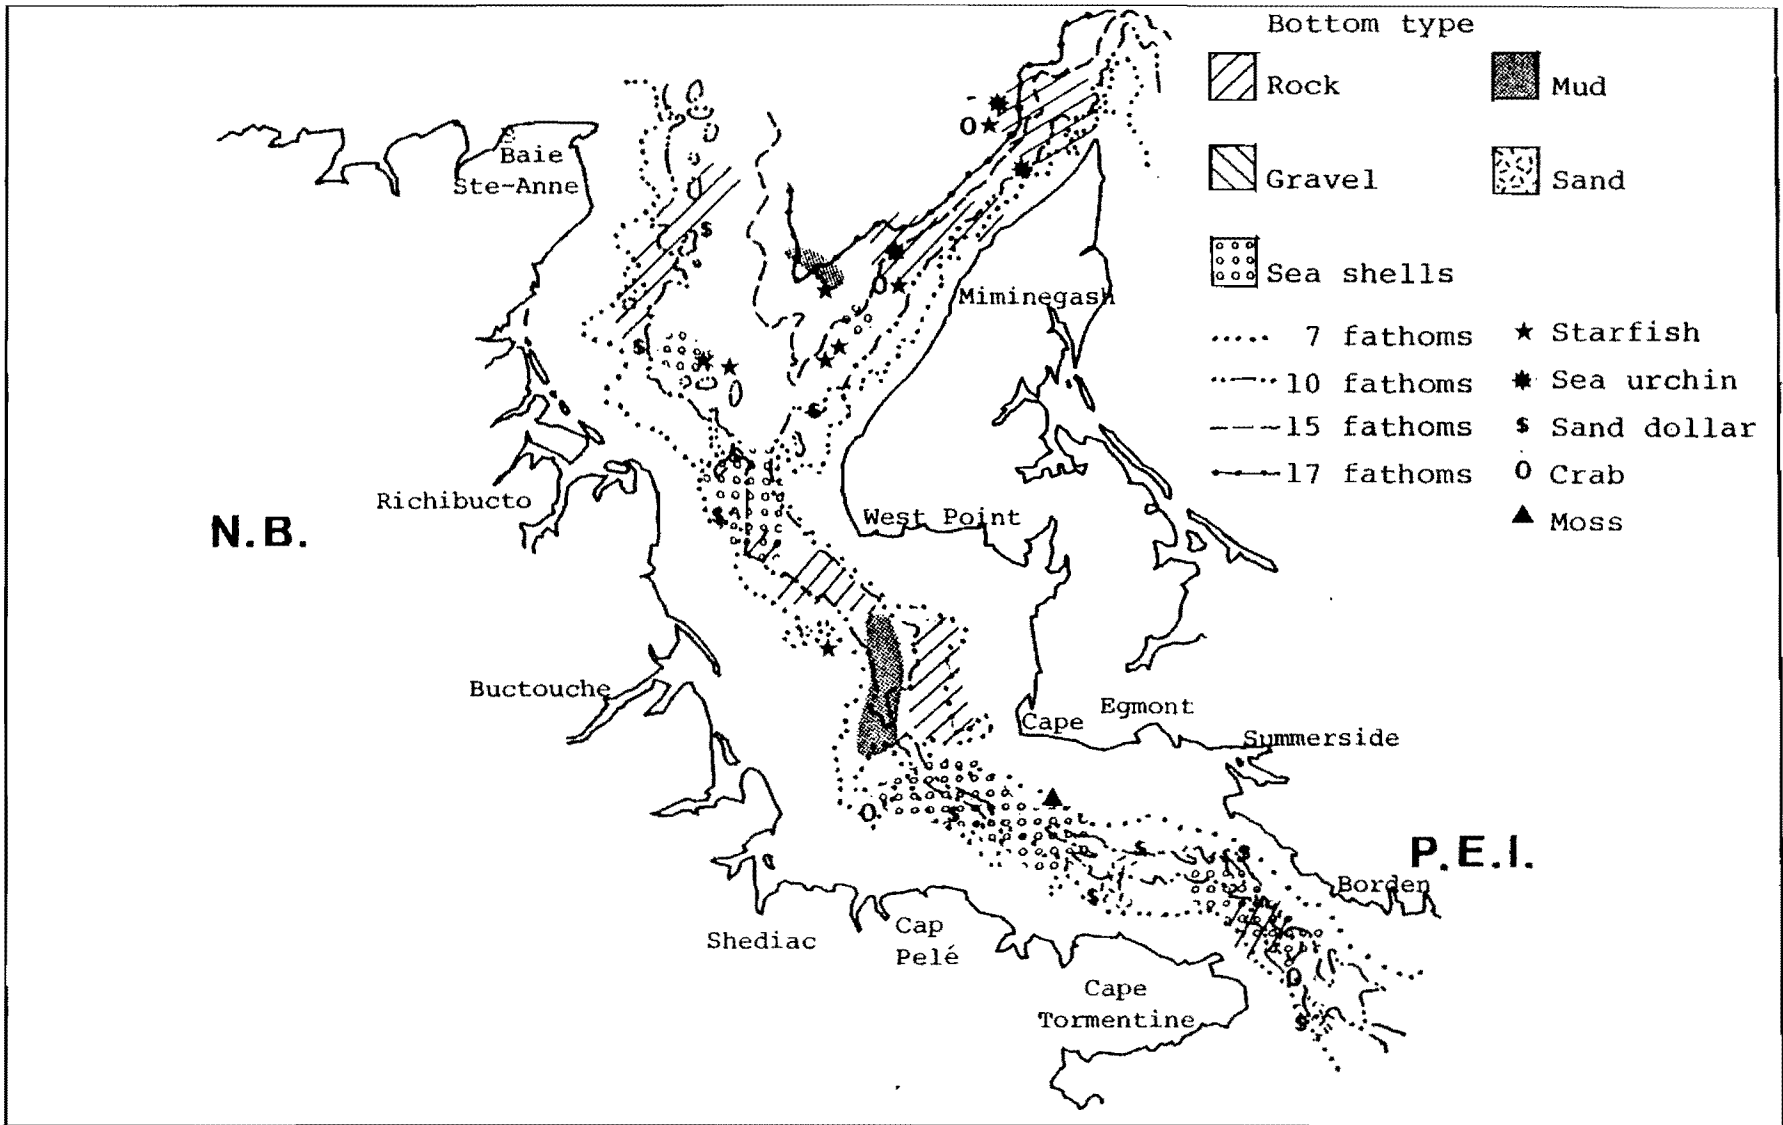 Bottom type
Rock
Mud
Gravel
Sand
Sea shells
7 fathoms
Starfish
10 fathoms
Sea urchin
15 fathoms
$ Sand dollar
17 fathoms
Crab
Moss
Baie
Ste-Anne
Miminegash
Richibucto
West Point
N.B.
Buctouche
Cape Egmont
Summerside
P.E.I.
Borden
Shediac
Cap
Pelé
Cape
Tormentine